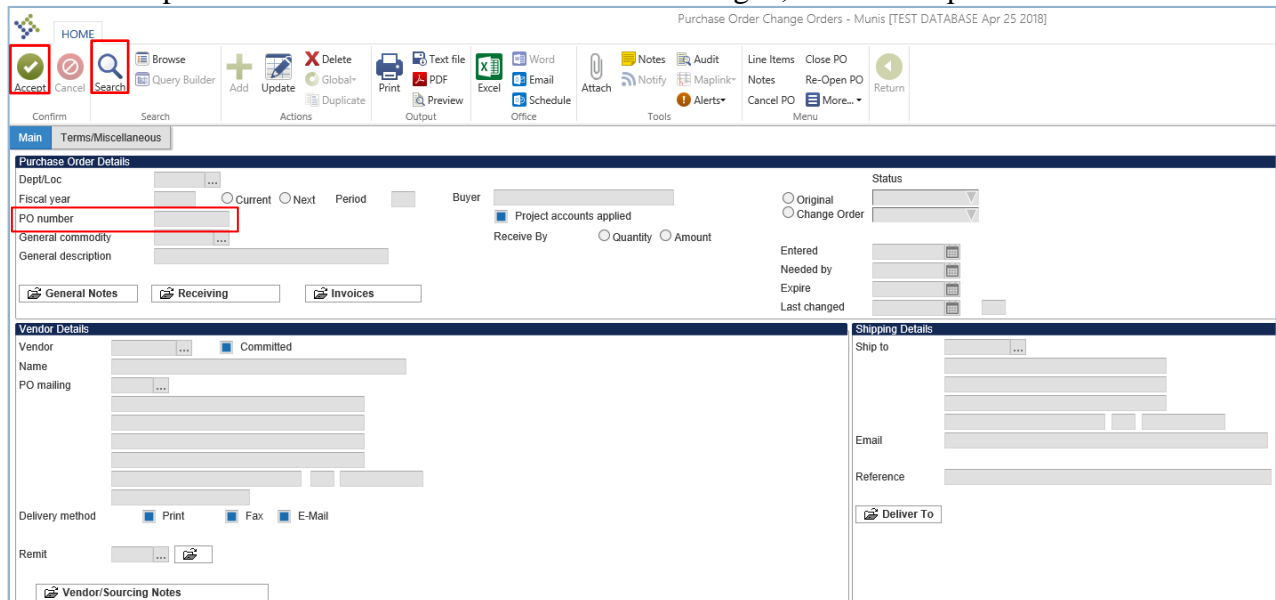 Purchase Order Change Orders - Munis [TEST DATABASE Apr 25 2018]
HOME
Accept
Cancel
Search
Browse
Query Builder
Add
Update
Delete
Global
Duplicate
Print
Text file
PDF
Preview
Excel
Word
Email
Schedule
Attach
Notes
Notify
Audit
Maplink
Alerts
Line Items
Notes
Cancel PO
Close PO
Re-Open PO
More...
Return
Confirm
Search
Actions
Output
Office
Tools
Menu
Main
Terms/Miscellaneous
Purchase Order Details
Dept/Loc
...
Status
Fiscal year
Current
Next
Period
Buyer
Original
PO number
Project accounts applied
Change Order
General commodity
...
Receive By
Quantity
Amount
General description
Entered
Needed by
Expire
Last changed
General Notes
Receiving
Invoices
Vendor Details
Vendor
...
Committed
Name
PO mailing
...
Delivery method
Print
Fax
E-Mail
Remit
...
Vendor/Sourcing Notes
Shipping Details
Ship to
...
Email
Reference
Deliver To